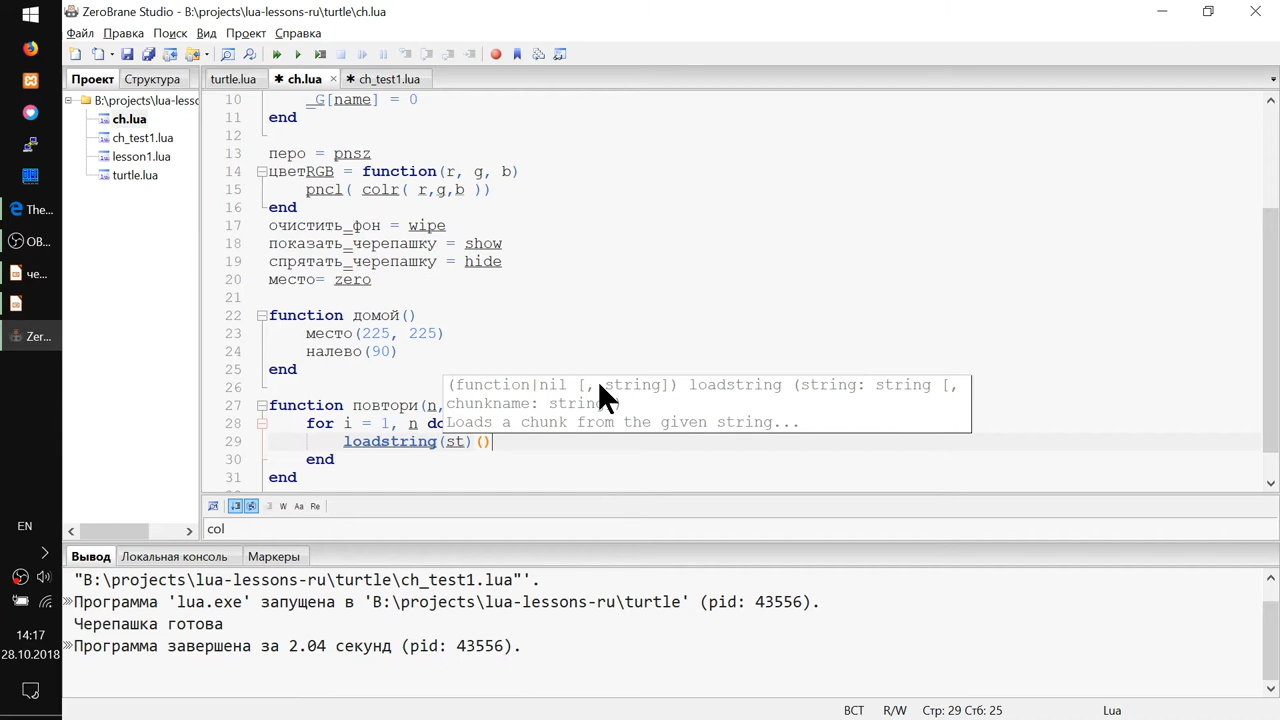 ZeroBrane Studio - B:\projects\lua-lessons-ru\turtle\ch.lua
Файл Правка Поиск Вид Проект Справка
Проект Структура
turtle.lua ✱ ch.lua ✱ ch_test1.lua
B:\projects\lua-lessc
ch.lua
ch_test1.lua
lesson1.lua
turtle.lua
10 _G[name] = 0
11 end
12
13 перо = pnsz
14 цветRGB = function(r, g, b)
15 pncl( colr( r,g,b ))
16 end
17 очистить_фон = wipe
18 показать_черепашку = show
19 спрятать_черепашку = hide
20 место= zero
21
22 function домой()
23 место(225, 225)
24 налево(90)
25 end
26
27 function повтори(n,
28 for i = 1, n do
29 loadstring(st)()
30 end
31 end
(function|nil [, string]) loadstring (string: string [,
chunkname: string
Loads a chunk from the given string...
W Aa Re
col
Вывод Локальная консоль Маркеры
"B:\projects\lua-lessons-ru\turtle\ch_test1.lua"'.
Программа 'lua.exe' запущена в 'B:\projects\lua-lessons-ru\turtle' (pid: 43556).
Черепашка готова
Программа завершена за 2.04 секунд (pid: 43556).
ВСТ R/W Стр: 29 Стб: 25 Lua
The...
OB...
че...
Zer...
EN
14:17
28.10.2018